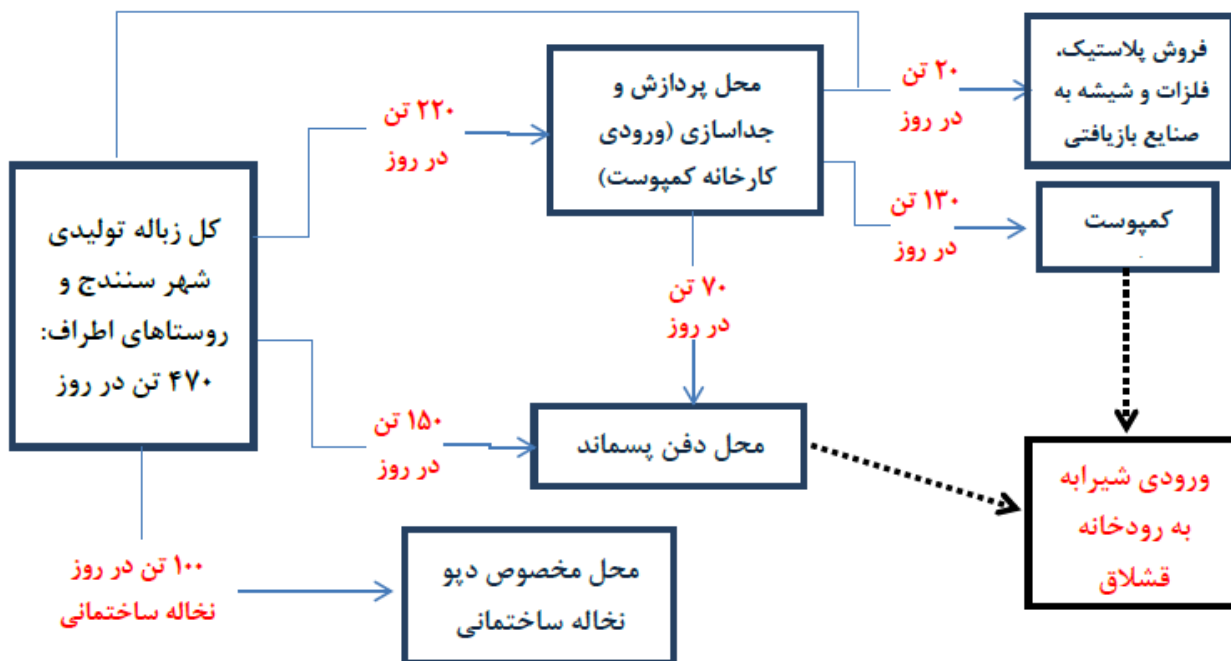 فروش پلاستیک،
فلزات و شیشه به
صنایع بازیافتی
۲۰ تن
در روز
محل پردازش و
جداسازی (ورودی
کارخانه کمپوست)
۲۲۰ تن
در روز
کل زباله تولیدی
شهر سنندج و
روستاهای اطراف:
۴۷۰ تن در روز
۱۳۰ تن
در روز
کمپوست
۷۰ تن
در روز
۱۵۰ تن
در روز
محل دفن پسماند
ورودی شیرابه
به رودخانه
قشلاق
۱۰۰ تن در روز
نخاله ساختمانی
محل مخصوص دپو
نخاله ساختمانی